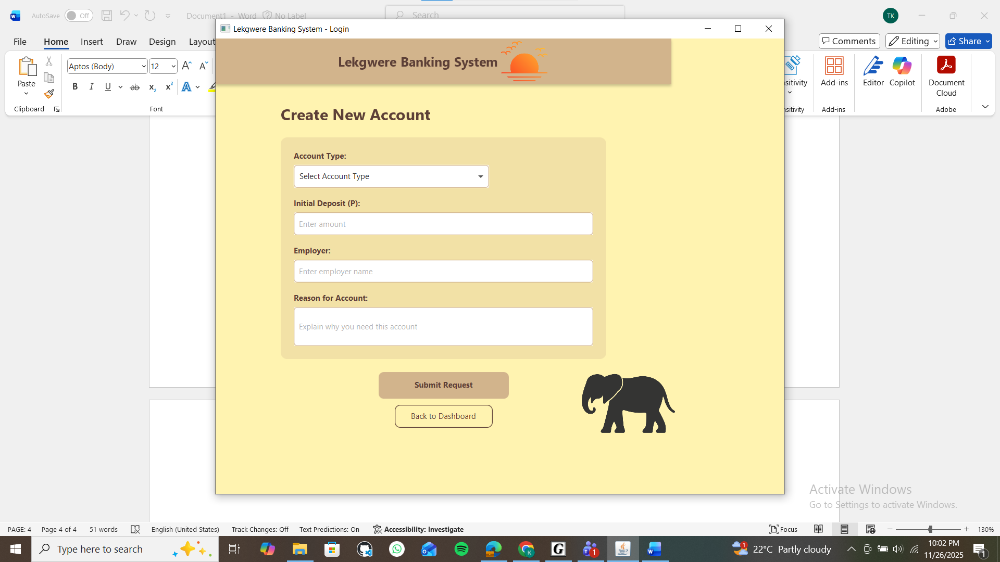 AutoSave Off Document1 - Word No Label Search TK
File Home Insert Draw Design Layout Comments Editing Share
Lekgwere Banking System - Login
Paste
Clipboard
Aptos (Body) 12
Font
Add-ins
Add-ins
Editor
Copilot
Document
Cloud
Adobe
Lekgwere Banking System
Create New Account
Account Type:
Select Account Type
Initial Deposit (P):
Enter amount
Employer:
Enter employer name
Reason for Account:
Explain why you need this account
Submit Request
Back to Dashboard
Activate Windows
Go to Settings to activate Windows.
PAGE: 4 Page 4 of 4 51 words English (United States) Track Changes: Off Text Predictions: On Accessibility: Investigate Focus 130%
Type here to search 22°C Partly cloudy 10:02 PM
11/26/2025